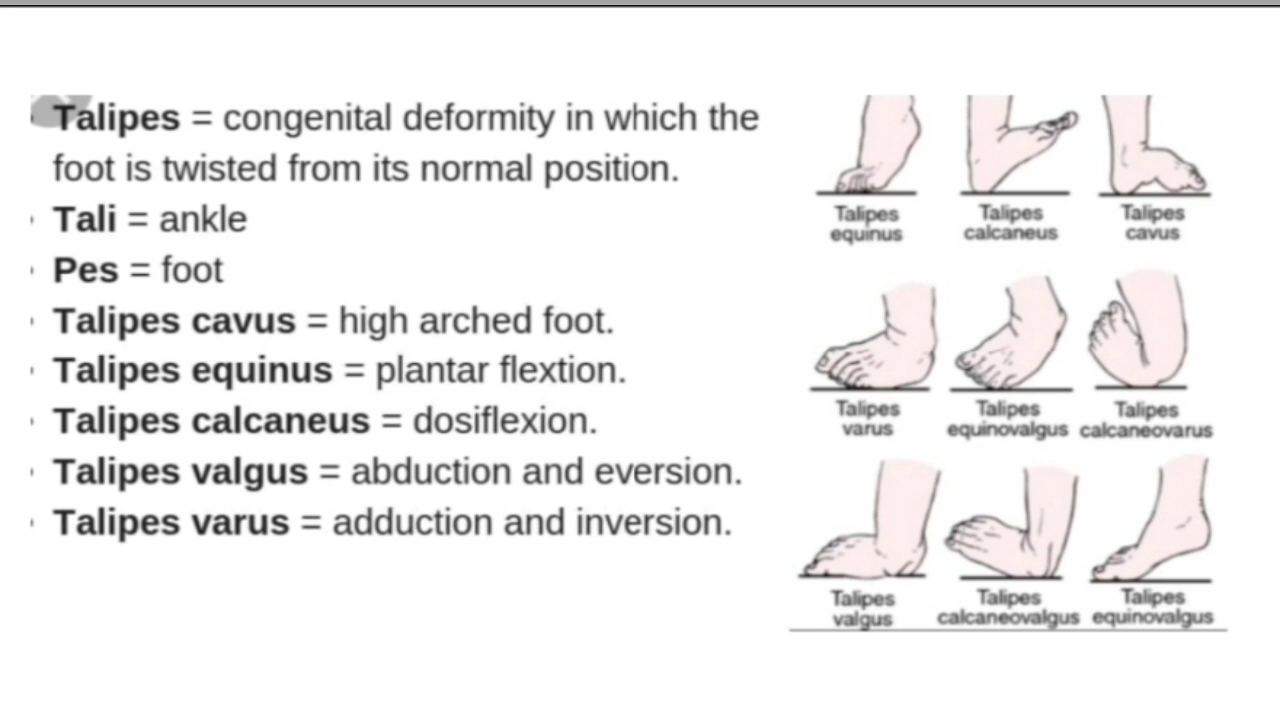 Talipes = congenital deformity in which the
foot is twisted from its normal position.
Tali = ankle
Pes = foot
Talipes cavus = high arched foot.
Talipes equinus = plantar flextion.
Talipes calcaneus = dosiflexion.
Talipes valgus = abduction and eversion.
Talipes varus = adduction and inversion.
Talipes
equinus
Talipes
calcaneus
Talipes
cavus
Talipes
varus
Talipes
equinovalgus
Talipes
calcaneovarus
Talipes
valgus
Talipes
calcaneovalgus
Talipes
equinovalgus